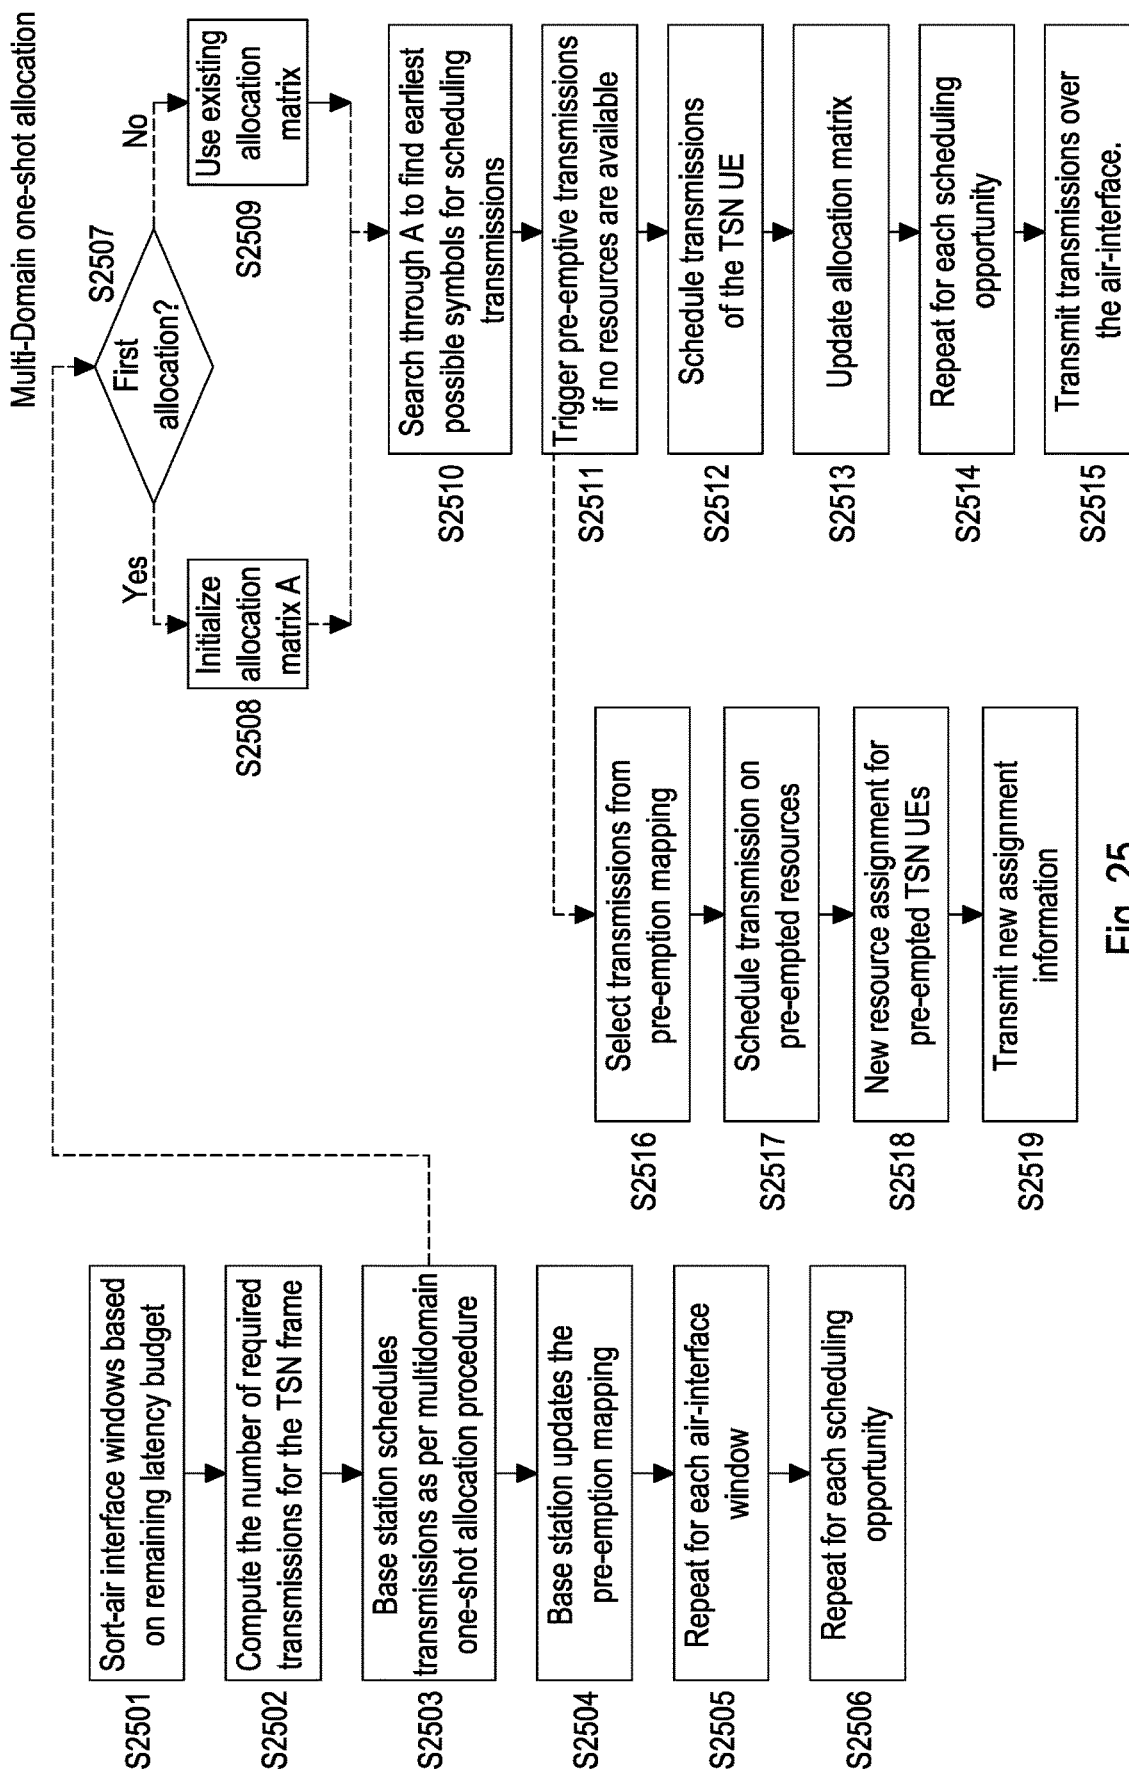 Multi-Domain one-shot allocation
S2501
Sort-air interface windows based
on remaining latency budget
S2502
Compute the number of required
transmissions for the TSN frame
S2503
Base station schedules
transmissions as per multidomain
one-shot allocation procedure
S2504
Base station updates the
pre-emption mapping
S2505
Repeat for each air-interface
window
S2506
Repeat for each scheduling
opportunity
S2507
First
allocation?
Yes
No
S2508
Initialize
allocation
matrix A
S2509
Use existing
allocation
matrix
S2510
Search through A to find earliest
possible symbols for scheduling
transmissions
S2511
Trigger pre-emptive transmissions
if no resources are available
S2512
Schedule transmissions
of the TSN UE
S2513
Update allocation matrix
S2514
Repeat for each scheduling
opportunity
S2515
Transmit transmissions over
the air-interface.
S2516
Select transmissions from
pre-emption mapping
S2517
Schedule transmission on
pre-empted resources
S2518
New resource assignment for
pre-empted TSN UEs
S2519
Transmit new assignment
information
Fig. 25